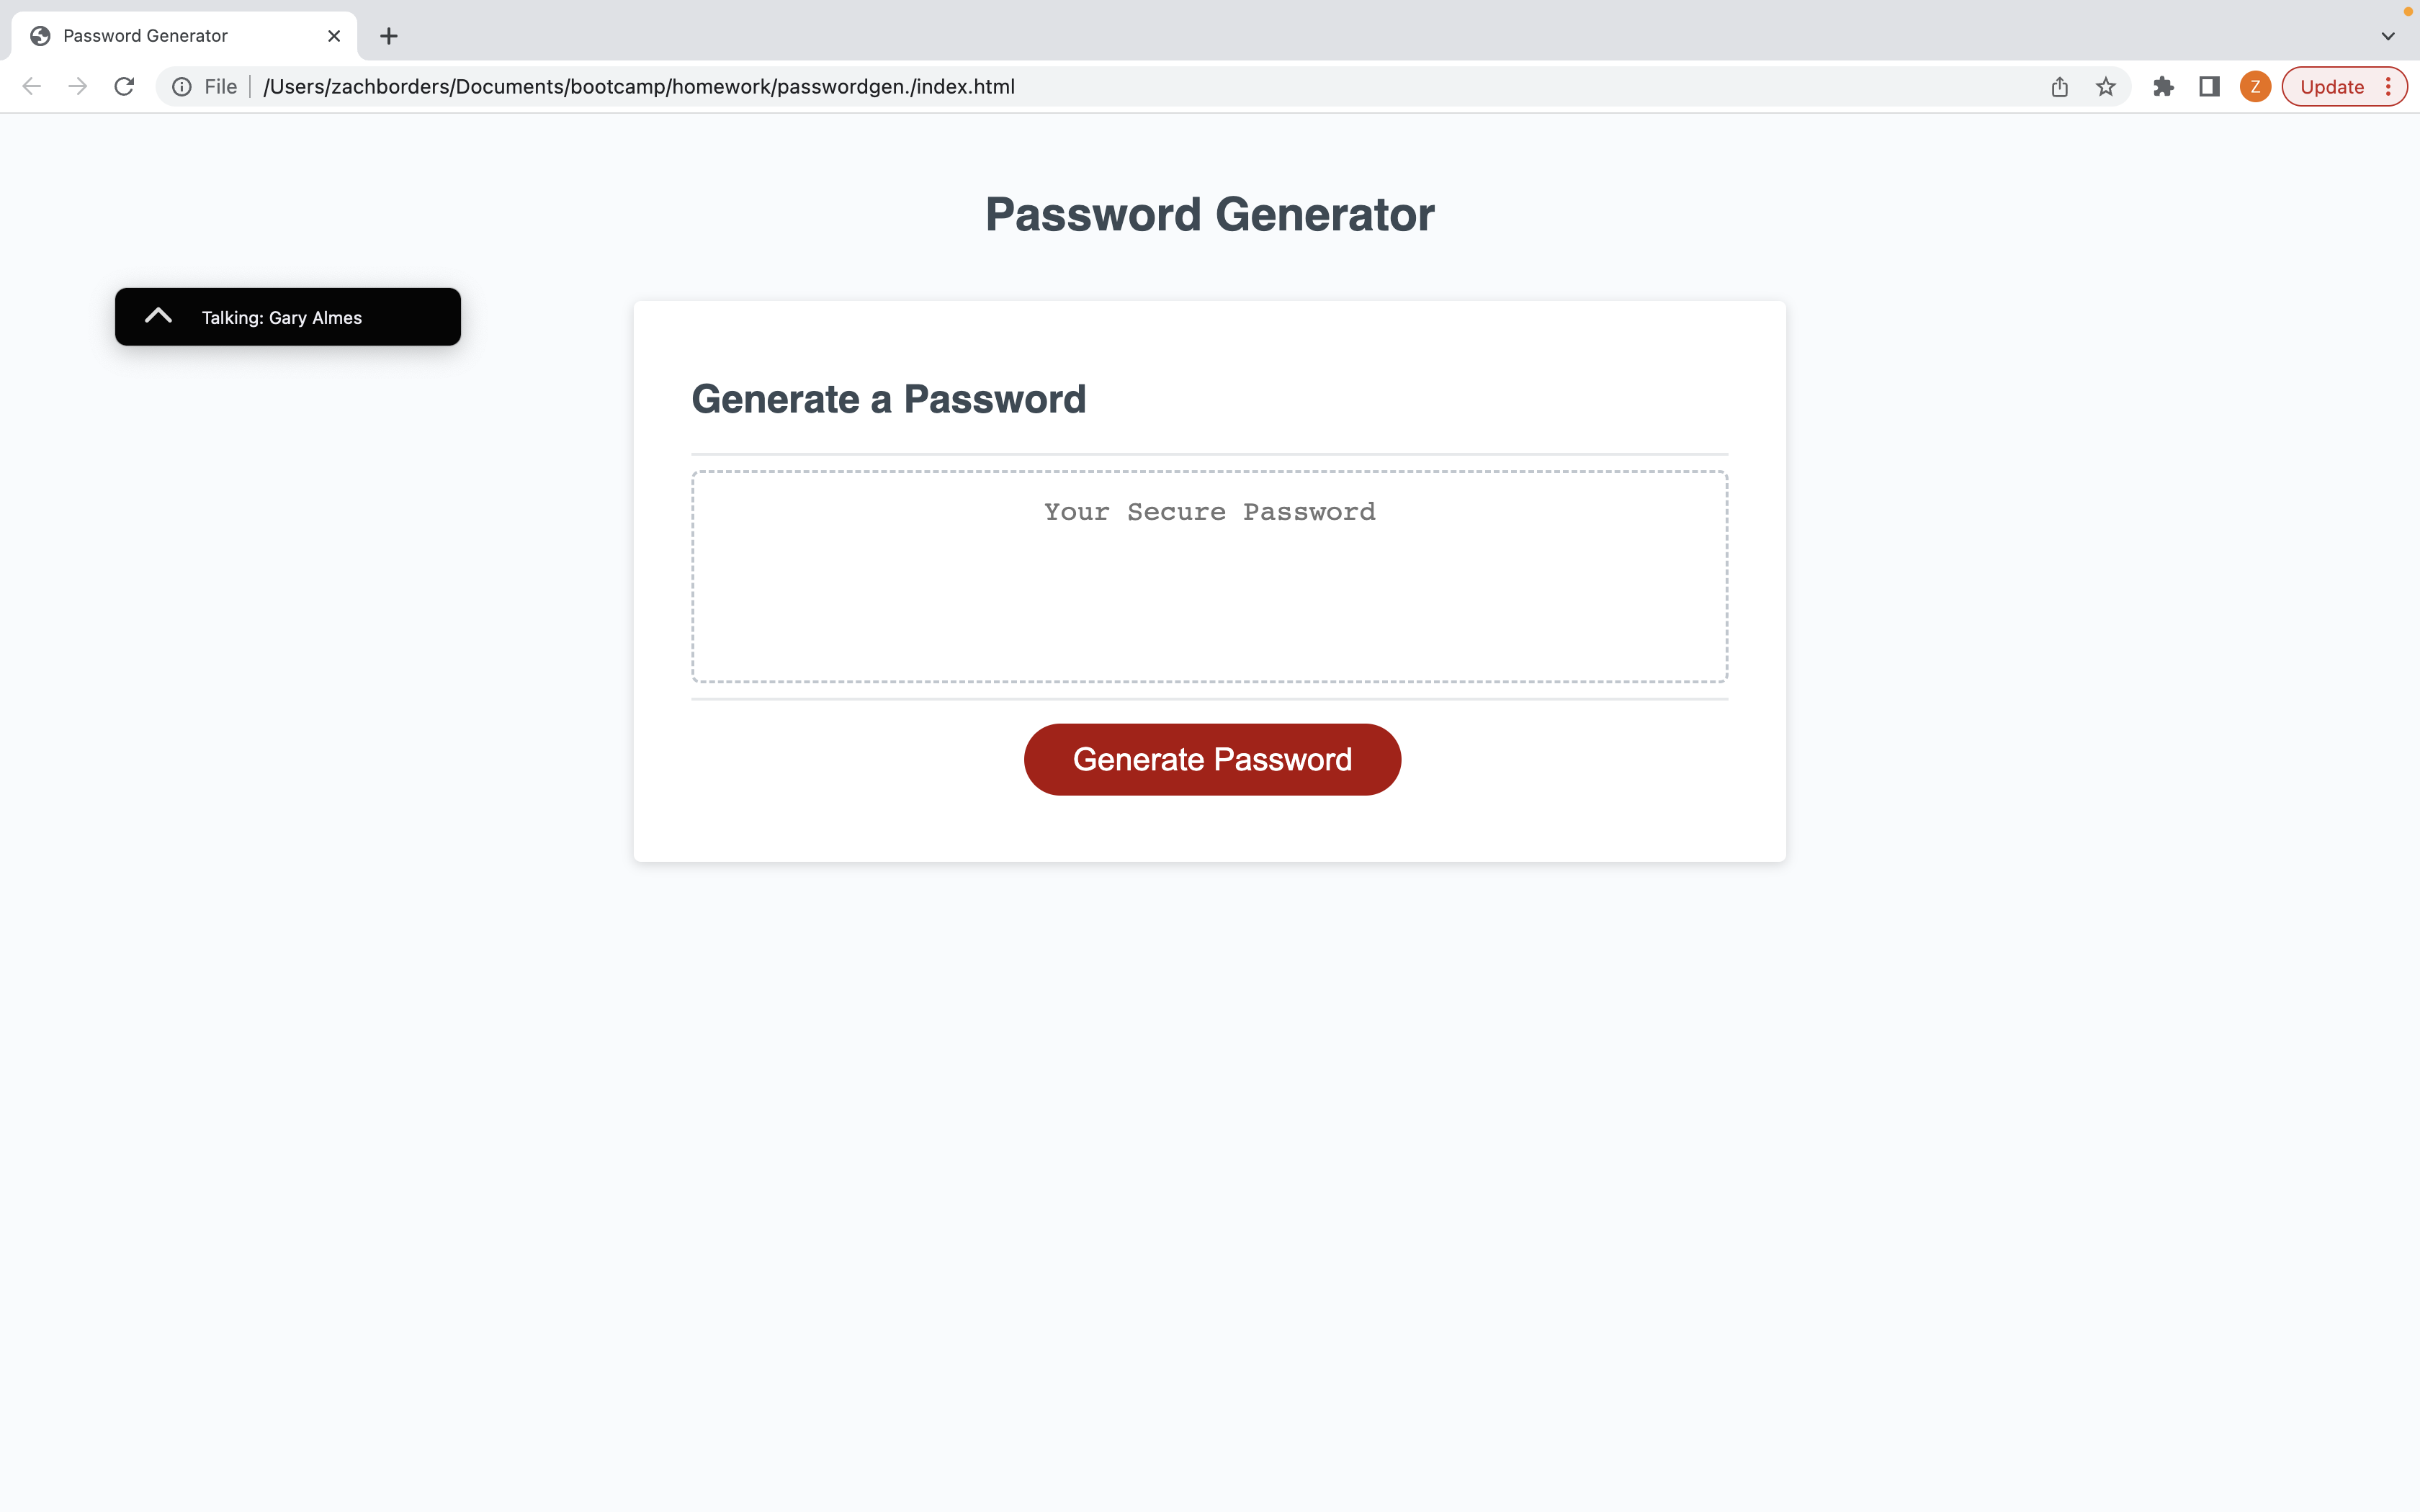 Password Generator
File
/Users/zachborders/Documents/bootcamp/homework/passwordgen./index.html
Z
Update
Password Generator
Talking: Gary Almes
Generate a Password
Your Secure Password
Generate Password